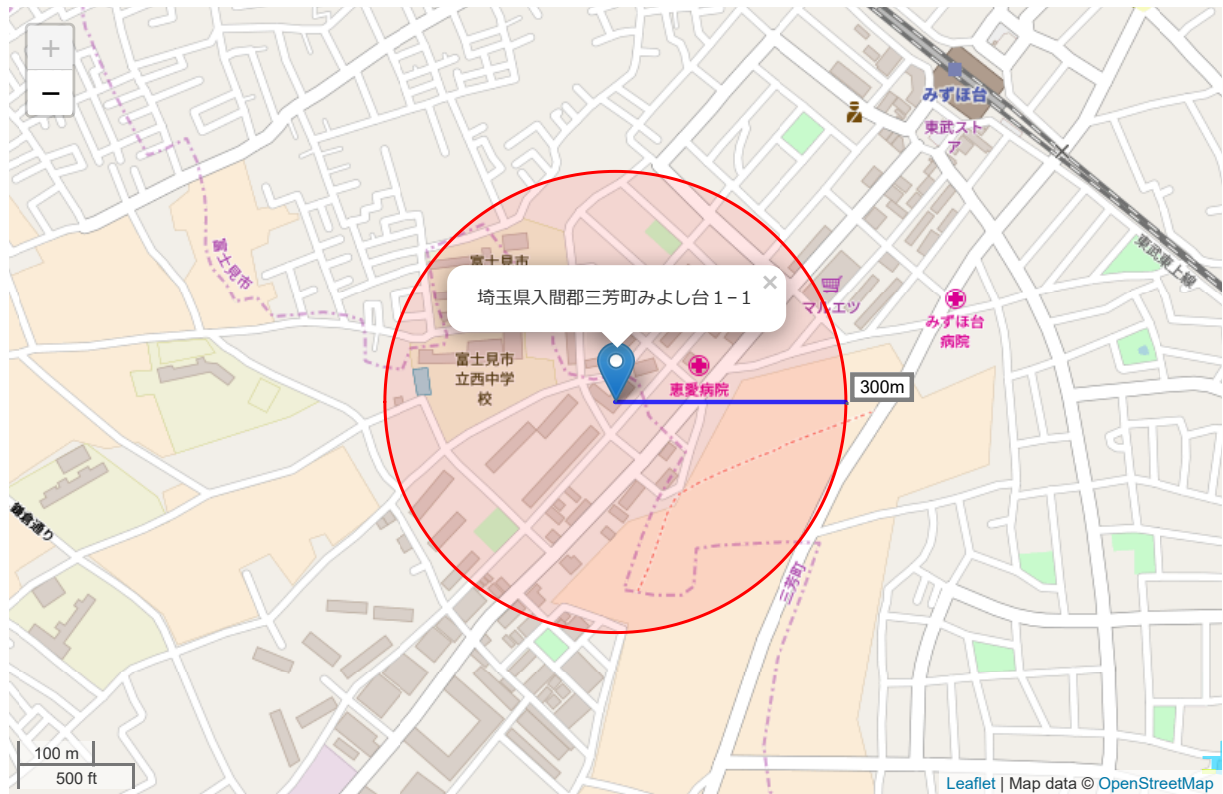 +
−
みずほ台
東武スト
ア
富士見市
東武東上線
富士見市
埼玉県入間郡三芳町みよし台１−１
×
マルエツ
みずほ台
病院
富士見市
立西中学
校
恵愛病院
300m
鎌倉通り
三芳町
100 m
500 ft
Leaflet | Map data © OpenStreetMap